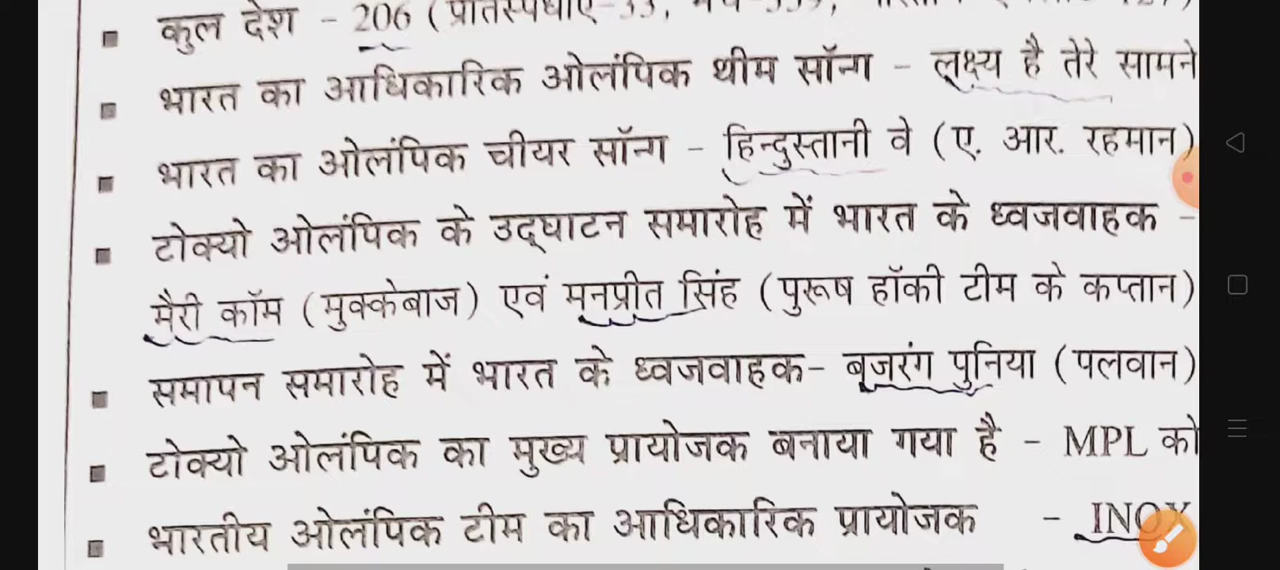 कुल देश - 206 (
भारत का आधिकारिक ओलंपिक थीम सॉन्ग - लक्ष्य है तेरे सामने
भारत का ओलंपिक चीयर सॉन्ग - हिन्दुस्तानी वे (ए. आर. रहमान)
टोक्यो ओलंपिक के उद्घाटन समारोह में भारत के ध्वजवाहक -
मैरी कॉम (मुक्केबाज) एवं मनप्रीत सिंह (पुरूष हॉकी टीम के कप्तान)
समापन समारोह में भारत के ध्वजवाहक- बृजरंग पुनिया (पलवान)
टोक्यो ओलंपिक का मुख्य प्रायोजक बनाया गया है - MPL को
भारतीय ओलंपिक टीम का आधिकारिक प्रायोजक - INOX